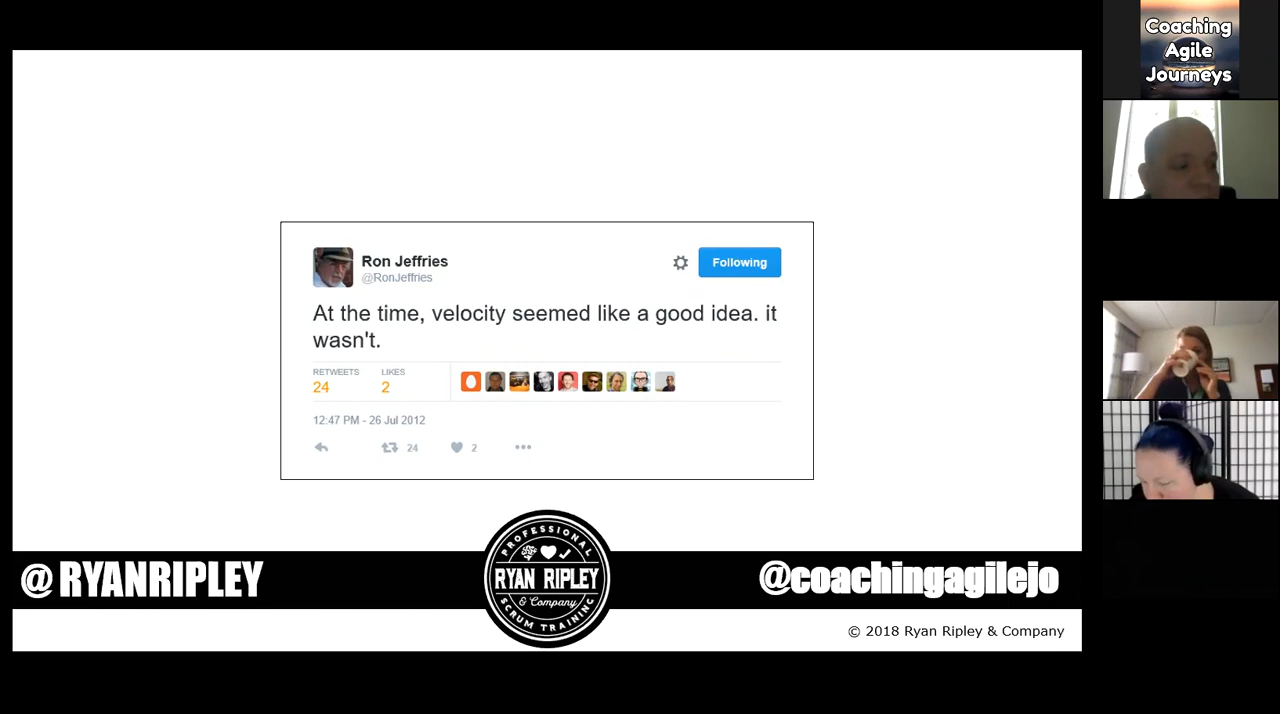 Coaching
Agile
Journeys
Ron Jeffries
@RonJeffries
Following
At the time, velocity seemed like a good idea. it
wasn't.
RETWEETS LIKES
24 2
12:47 PM - 26 Jul 2012
24 2
@RYANRIPLEY
PROFESSIONAL
RYAN RIPLEY
& Company
SCRUM TRAINING
@coachingagilejo
© 2018 Ryan Ripley & Company